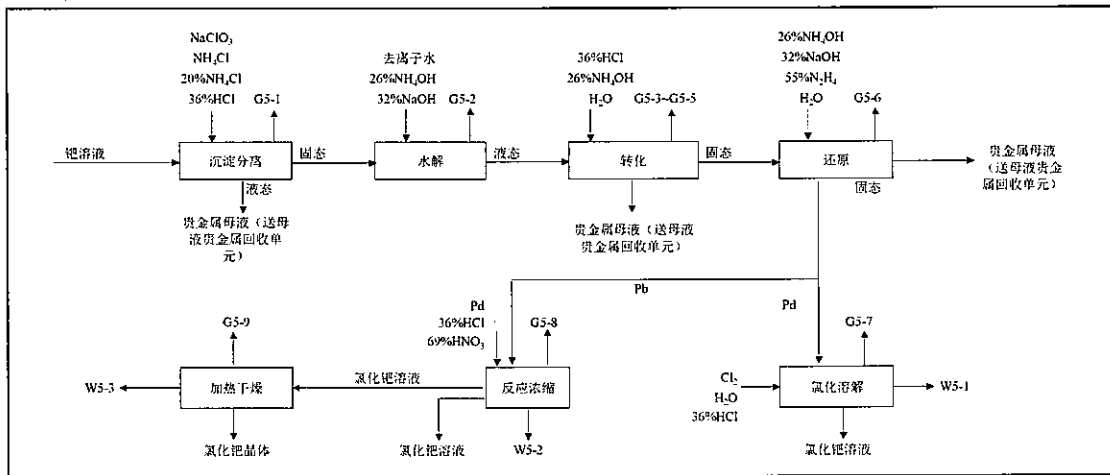 NaClO₃
NH₄Cl
20%NH₄Cl
36%HCl
G5-1
去离子水
26%NH₄OH
32%NaOH
G5-2
36%HCl
26%NH₄OH
H₂O
G5-3~G5-5
26%NH₄OH
32%NaOH
55%N₂H₄
H₂O
G5-6
钯溶液
沉淀分离
固态
水解
液态
转化
固态
还原
液态
固态
贵金属母液
（送母液贵金
属回收单元）
贵金属母液（送母
液贵金属回收单
元）
贵金属母液（送母液
贵金属回收单元）
Pb
Pd
Pd
36%HCl
69%HNO₃
G5-9
G5-8
G5-7
W5-3
加热干燥
氯化钯溶液
反应浓缩
Cl₂
H₂O
36%HCl
氯化溶解
W5-1
氯化钯晶体
氯化钯溶液
W5-2
氯化钯溶液